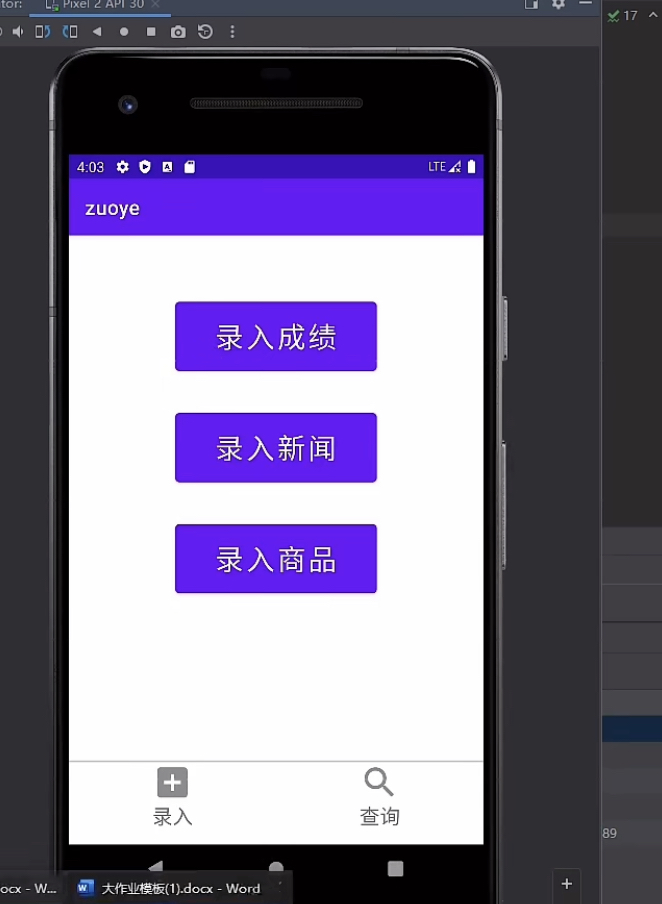 tor:
Pixel 2 API 30
17
4:03
LTE
zuoye
录入成绩
录入新闻
录入商品
录入
查询
89
ocx - W...
大作业模板(1).docx - Word